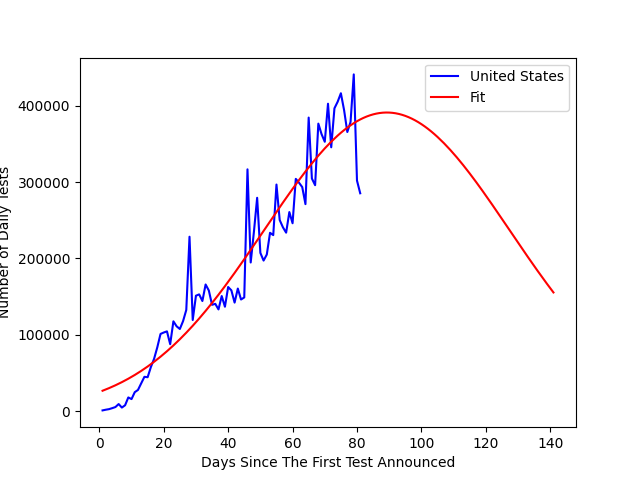 United States
Fit
400000
300000
200000
100000
0
Number of Daily Tests
0 20 40 60 80 100 120 140
Days Since The First Test Announced